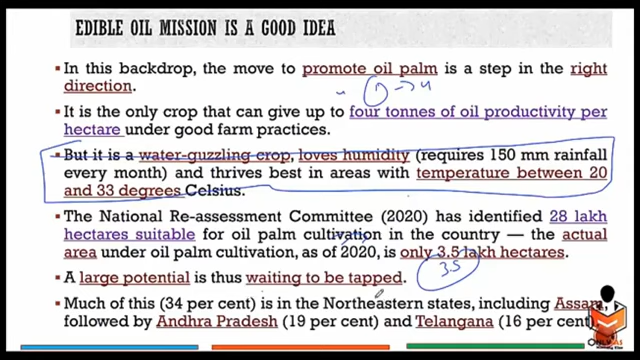 EDIBLE OIL MISSION IS A GOOD IDEA
In this backdrop, the move to promote oil palm is a step in the right
direction.
It is the only crop that can give up to four tonnes of oil productivity per
hectare under good farm practices.
But it is a water-guzzling crop, loves humidity (requires 150 mm rainfall
every month) and thrives best in areas with temperature between 20
and 33 degrees Celsius.
The National Re-assessment Committee (2020) has identified 28 lakh
hectares suitable for oil palm cultivation in the country — the actual
area under oil palm cultivation, as of 2020, is only 3.5 lakh hectares.
3.5
A large potential is thus waiting to be tapped.
Much of this (34 per cent) is in the Northeastern states, including Assam,
followed by Andhra Pradesh (19 per cent) and Telangana (16 per cent)